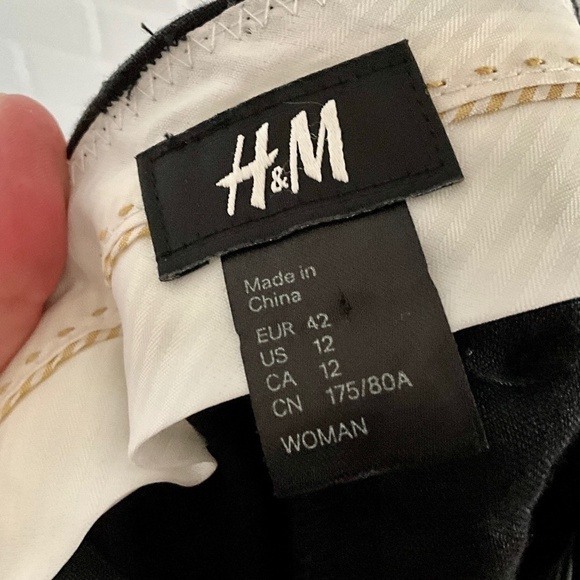 H&M
Made in
China
EUR 42
US 12
CA 12
CN 175/80A
WOMAN